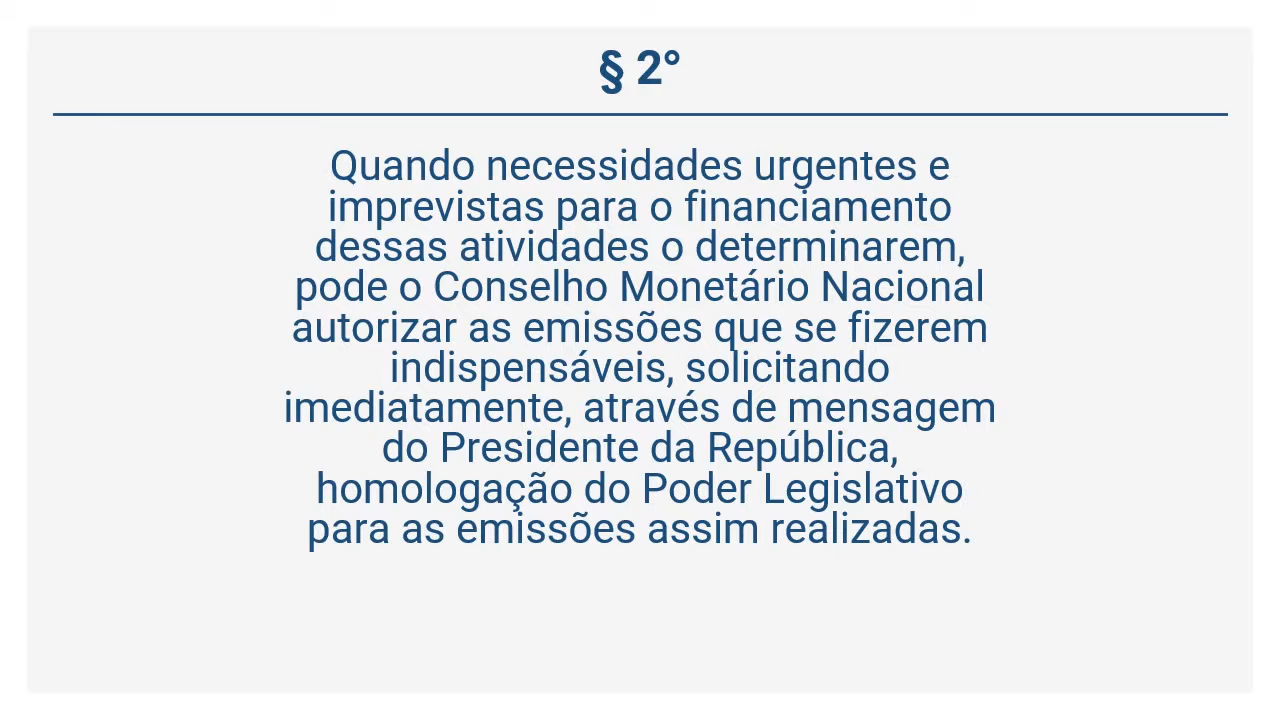 § 2°
Quando necessidades urgentes e
imprevistas para o financiamento
dessas atividades o determinarem,
pode o Conselho Monetário Nacional
autorizar as emissões que se fizerem
indispensáveis, solicitando
imediatamente, através de mensagem
do Presidente da República,
homologação do Poder Legislativo
para as emissões assim realizadas.